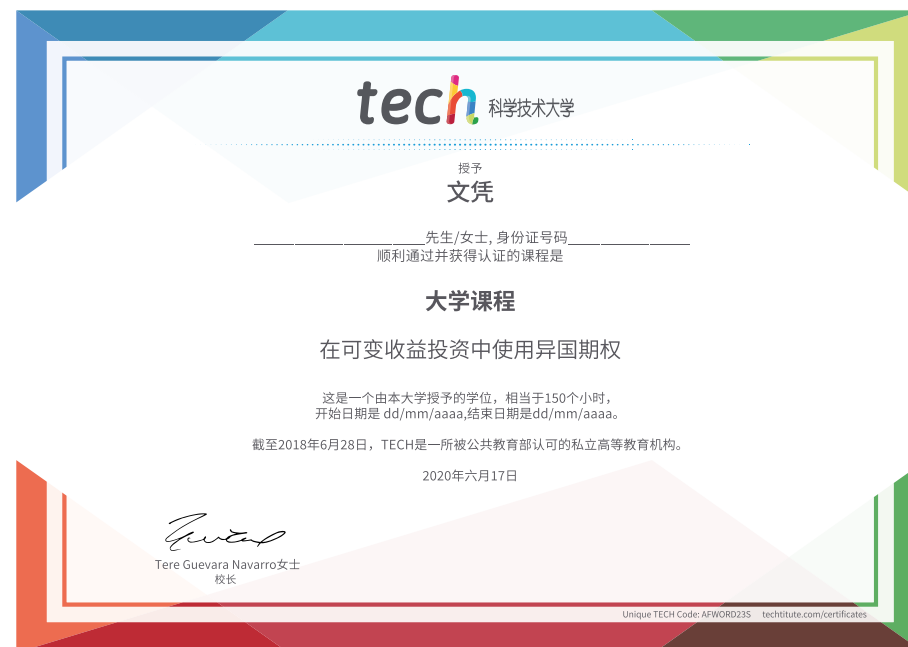 tech 科学技术大学
授予
文凭
先生/女士, 身份证号码
顺利通过并获得认证的课程是
大学课程
在可变收益投资中使用异国期权
这是一个由本大学授予的学位，相当于150个小时，
开始日期是 dd/mm/aaaa,结束日期是dd/mm/aaaa。
截至2018年6月28日，TECH是一所被公共教育部认可的私立高等教育机构。
2020年六月17日
Tere Guevara Navarro女士
校长
Unique TECH Code: AFWORD23S techtitute.com/certificates